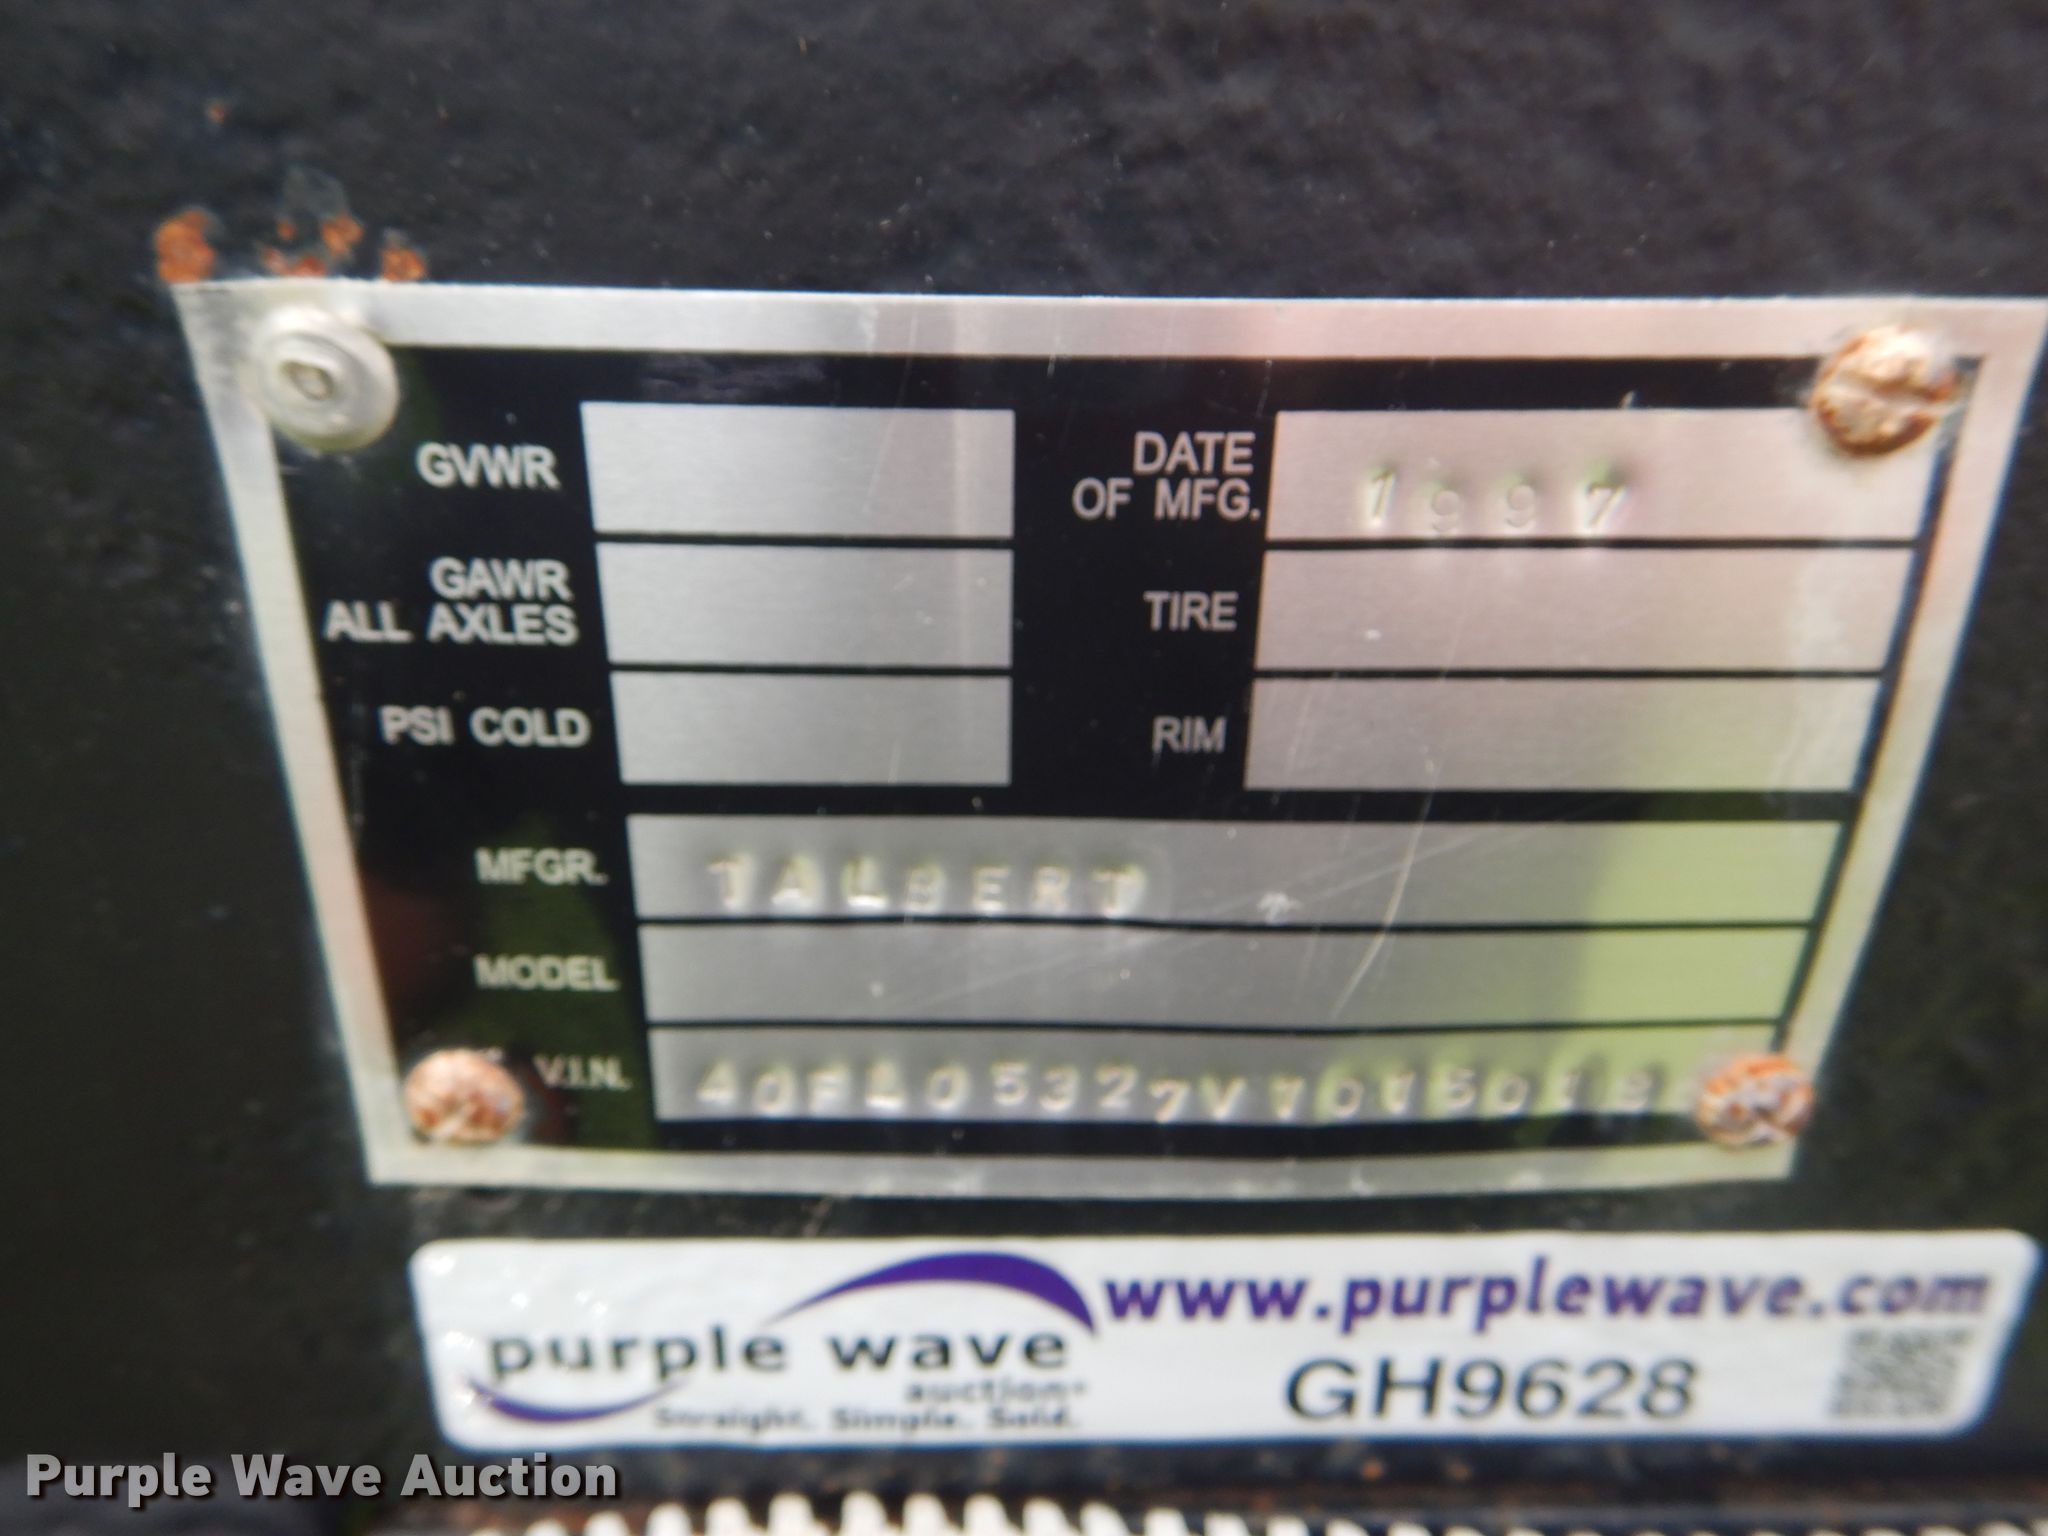 GVWR
DATE OF MFG. 1997
GAWR ALL AXLES
TIRE
PSI COLD
RIM
MFGR. TALBERT
MODEL
V.I.N. 40FL05327V1015018
purple wave
auction
Straight. Simple. Sold.
www.purplewave.com
GH9628
Purple Wave Auction